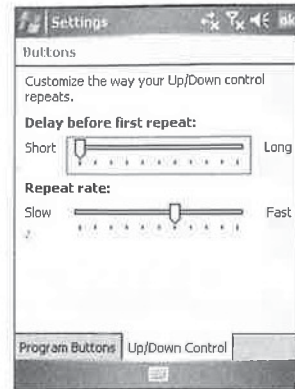 Settings
ok
Buttons
Customize the way your Up/Down control
repeats.
Delay before first repeat:
Short Long
Repeat rate:
Slow Fast
Program Buttons Up/Down Control